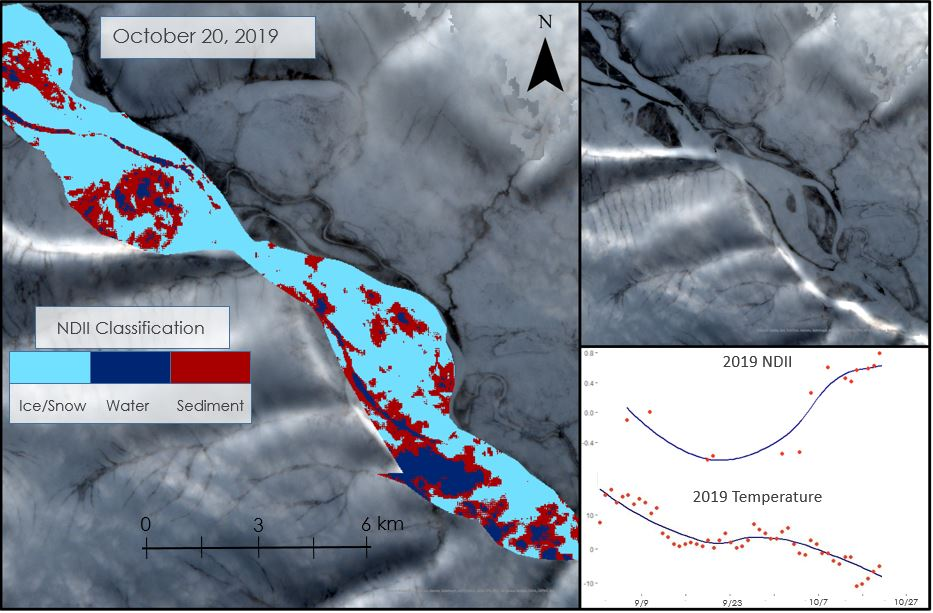 October 20, 2019
N
NDII Classification
Ice/Snow Water Sediment
0 3 6 km
2019 NDII
0.8
0.4
0.0
-0.4
2019 Temperature
10
0
-10
9/9 9/23 10/7 10/27